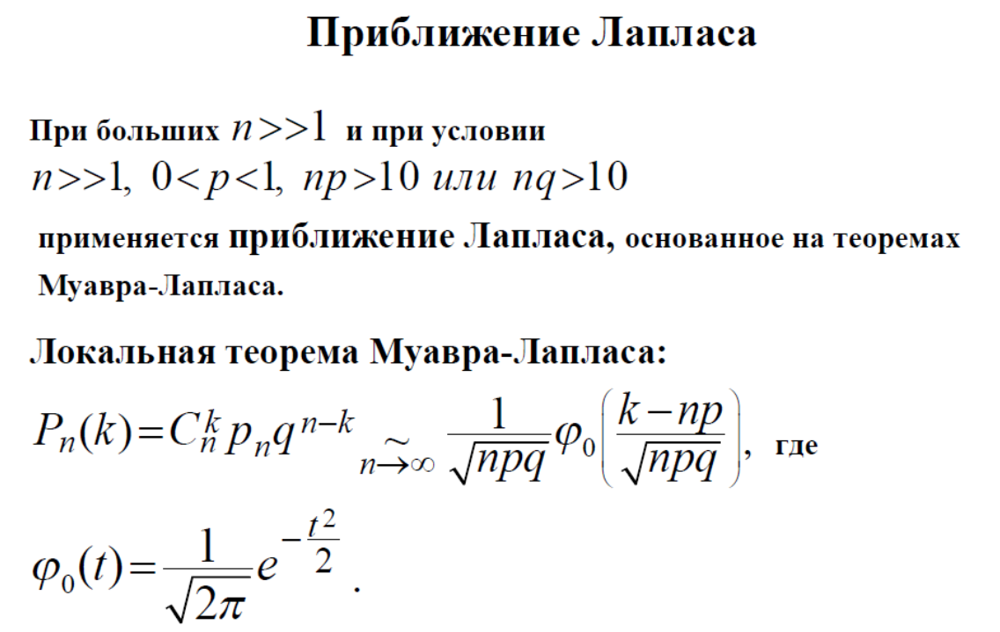 Приближение Лапласа
При больших n>>1 и при условии
n>>1, 0<p<1, np>10 или nq>10
применяется приближение Лапласа, основанное на теоремах
Муавра-Лапласа.
Локальная теорема Муавра-Лапласа:
$P_n(k)=C_n^k p_n q^{n-k} \underset{n\to\infty}{\sim} \frac{1}{\sqrt{npq}}\varphi_0\left(\frac{k-np}{\sqrt{npq}}\right)$, где
$\varphi_0(t)=\frac{1}{\sqrt{2\pi}}e^{-\frac{t^2}{2}}$.